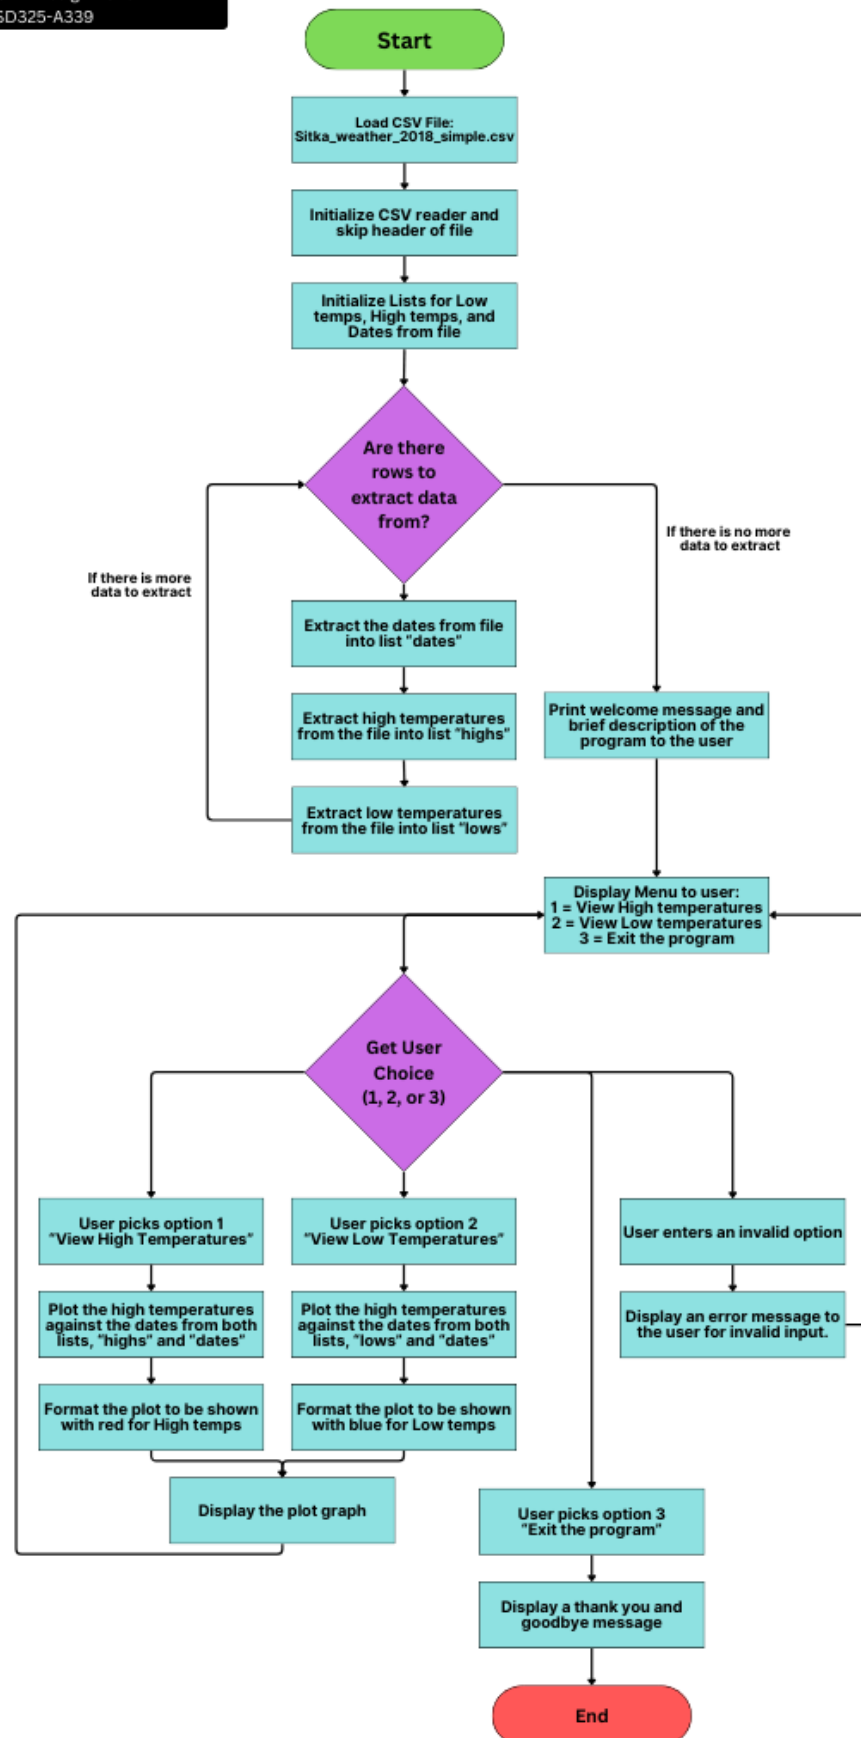 SD325-A339
Start
Load CSV File:
Sitka_weather_2018_simple.csv
Initialize CSV reader and
skip header of file
Initialize Lists for Low
temps, High temps, and
Dates from file
Are there
rows to
extract data
from?
If there is no more
data to extract
If there is more
data to extract
Extract the dates from file
into list "dates"
Extract high temperatures
from the file into list "highs"
Extract low temperatures
from the file into list "lows"
Print welcome message and
brief description of the
program to the user
Display Menu to user:
1 = View High temperatures
2 = View Low temperatures
3 = Exit the program
Get User
Choice
(1, 2, or 3)
User picks option 1
"View High Temperatures"
Plot the high temperatures
against the dates from both
lists, "highs" and "dates"
Format the plot to be shown
with red for High temps
User picks option 2
"View Low Temperatures"
Plot the high temperatures
against the dates from both
lists, "lows" and "dates"
Format the plot to be shown
with blue for Low temps
Display the plot graph
User enters an invalid option
Display an error message to
the user for invalid input.
User picks option 3
"Exit the program"
Display a thank you and
goodbye message
End